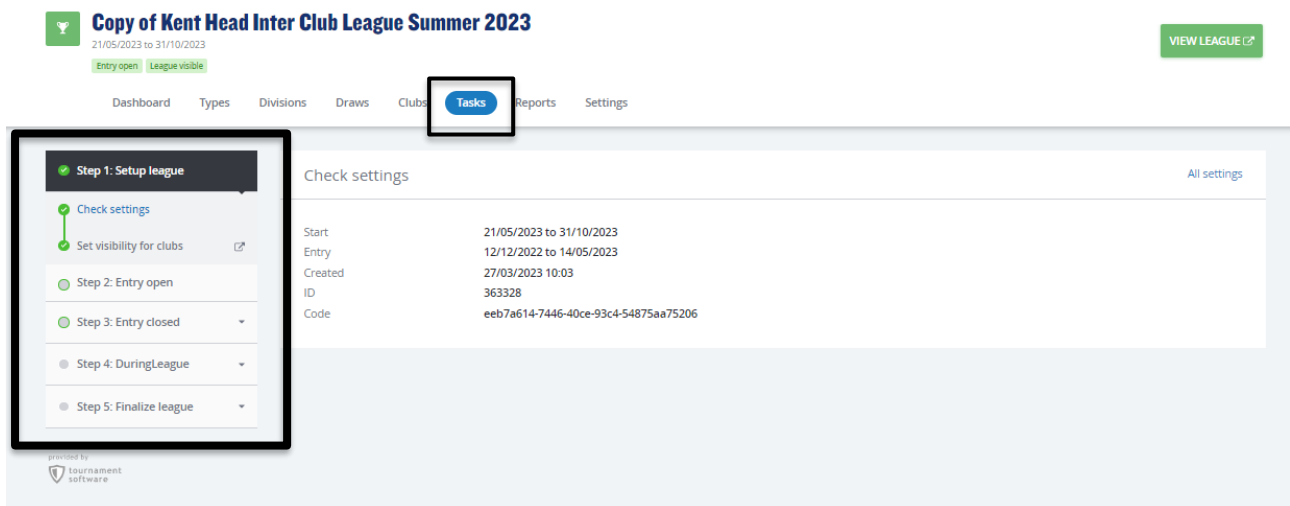 Copy of Kent Head Inter Club League Summer 2023
21/05/2023 to 31/10/2023
Entry open League visible
VIEW LEAGUE
Dashboard Types Divisions Draws Clubs Tasks Reports Settings
Step 1: Setup league
Check settings
Set visibility for clubs
Step 2: Entry open
Step 3: Entry closed
Step 4: DuringLeague
Step 5: Finalize league
Check settings All settings
Start 21/05/2023 to 31/10/2023
Entry 12/12/2022 to 14/05/2023
Created 27/03/2023 10:03
ID 363328
Code eeb7a614-7446-40ce-93c4-54875aa75206
provided by
tournament
software